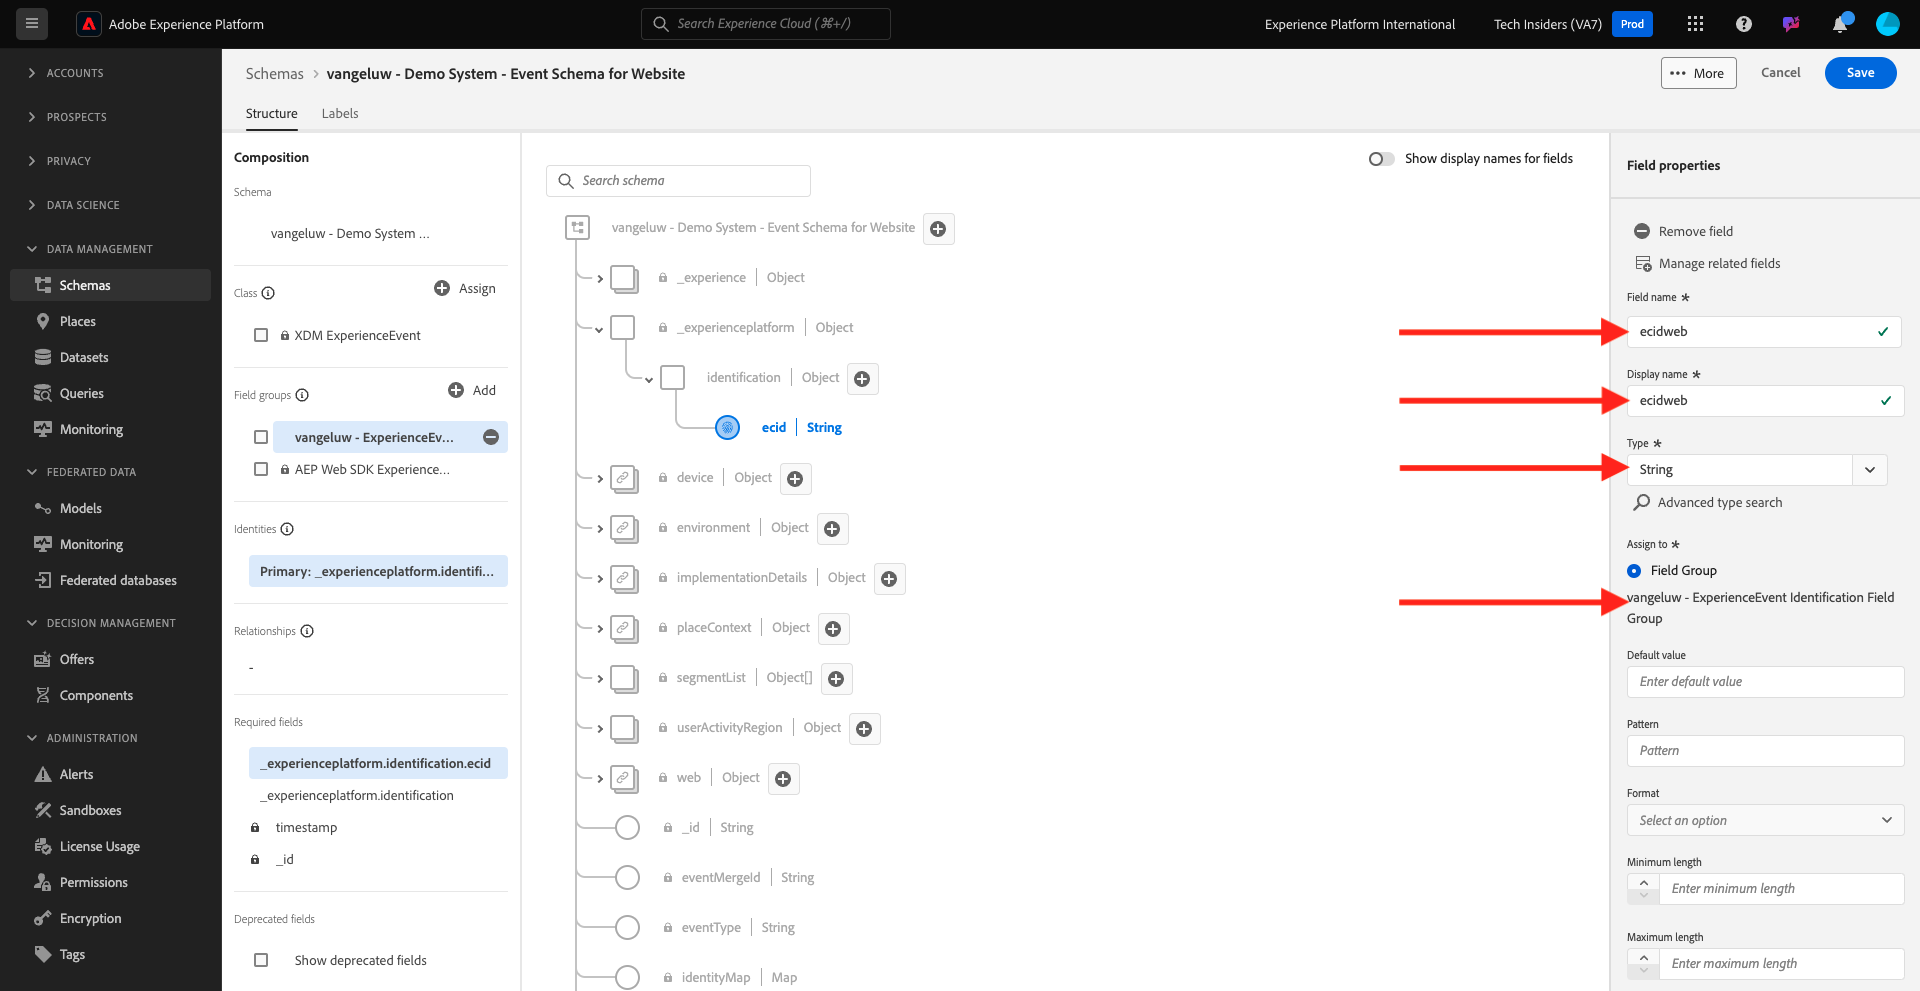 Adobe Experience Platform
Search Experience Cloud (⌘+/)
Experience Platform International
Tech Insiders (VA7)
Prod
ACCOUNTS
PROSPECTS
PRIVACY
DATA SCIENCE
DATA MANAGEMENT
Schemas
Places
Datasets
Queries
Monitoring
FEDERATED DATA
Models
Monitoring
Federated databases
DECISION MANAGEMENT
Offers
Components
ADMINISTRATION
Alerts
Sandboxes
License Usage
Permissions
Encryption
Tags
Schemas > vangeluw - Demo System - Event Schema for Website
••• More
Cancel
Save
Structure
Labels
Composition
Schema
vangeluw - Demo System ...
Class
Assign
XDM ExperienceEvent
Field groups
Add
vangeluw - ExperienceEv...
AEP Web SDK Experience...
Identities
Primary: _experienceplatform.identifi...
Relationships
-
Required fields
_experienceplatform.identification.ecid
_experienceplatform.identification
timestamp
_id
Deprecated fields
Show deprecated fields
Search schema
Show display names for fields
vangeluw - Demo System - Event Schema for Website
_experience | Object
_experienceplatform | Object
identification | Object
ecid | String
device | Object
environment | Object
implementationDetails | Object
placeContext | Object
segmentList | Object[]
userActivityRegion | Object
web | Object
_id | String
eventMergeId | String
eventType | String
identityMap | Map
Field properties
Remove field
Manage related fields
Field name *
ecidweb
Display name *
ecidweb
Type *
String
Advanced type search
Assign to *
Field Group
vangeluw - ExperienceEvent Identification Field
Group
Default value
Enter default value
Pattern
Pattern
Format
Select an option
Minimum length
Enter minimum length
Maximum length
Enter maximum length